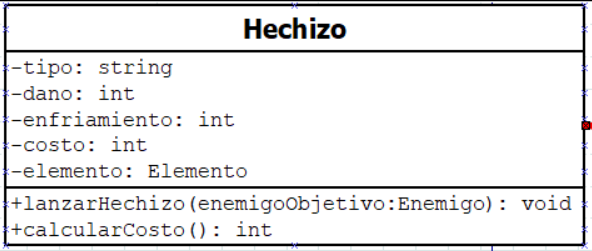 Hechizo
-tipo: string
-dano: int
-enfriamiento: int
-costo: int
-elemento: Elemento
+lanzarHechizo(enemigoObjetivo:Enemigo): void
+calcularCosto(): int